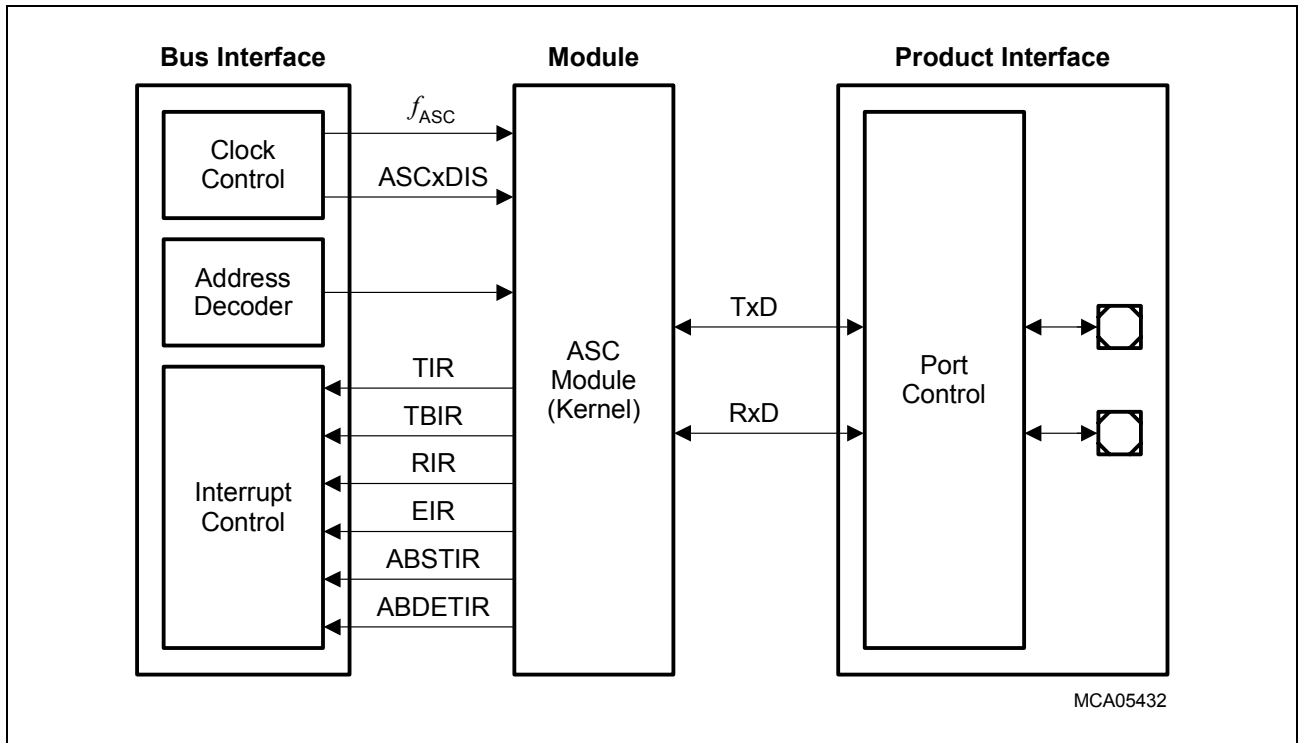 Bus Interface
Module
Product Interface
Clock
Control
f ASC
ASCxDIS
Address
Decoder
Interrupt
Control
TIR
TBIR
RIR
EIR
ABSTIR
ABDETIR
ASC
Module
(Kernel)
TxD
RxD
Port
Control
MCA05432